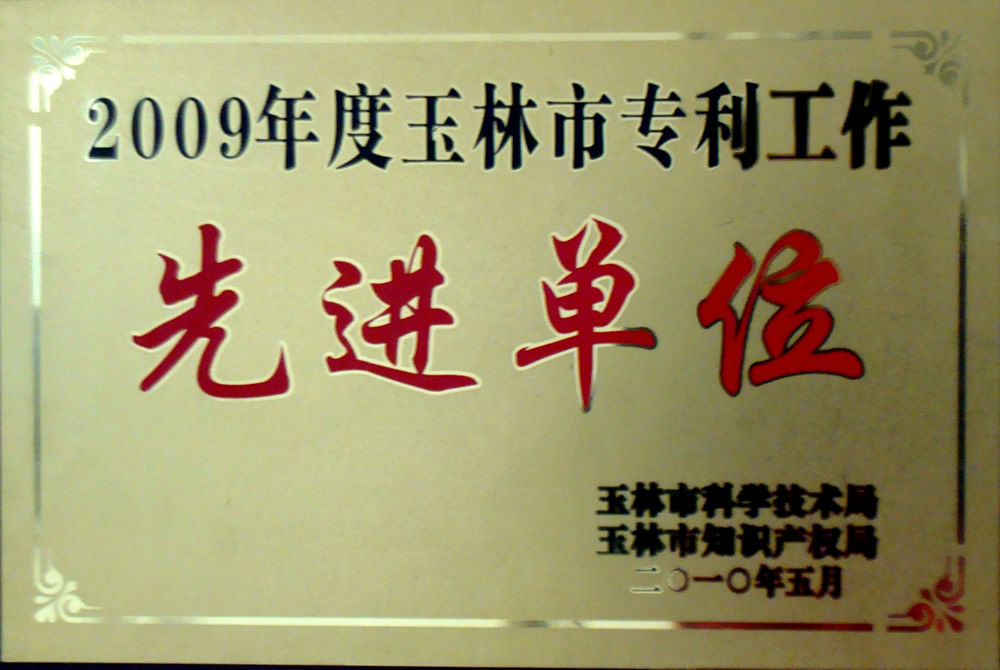 2009年度玉林市专利工作
先进单位
玉林市科学技术局
玉林市知识产权局
二〇一〇年五月